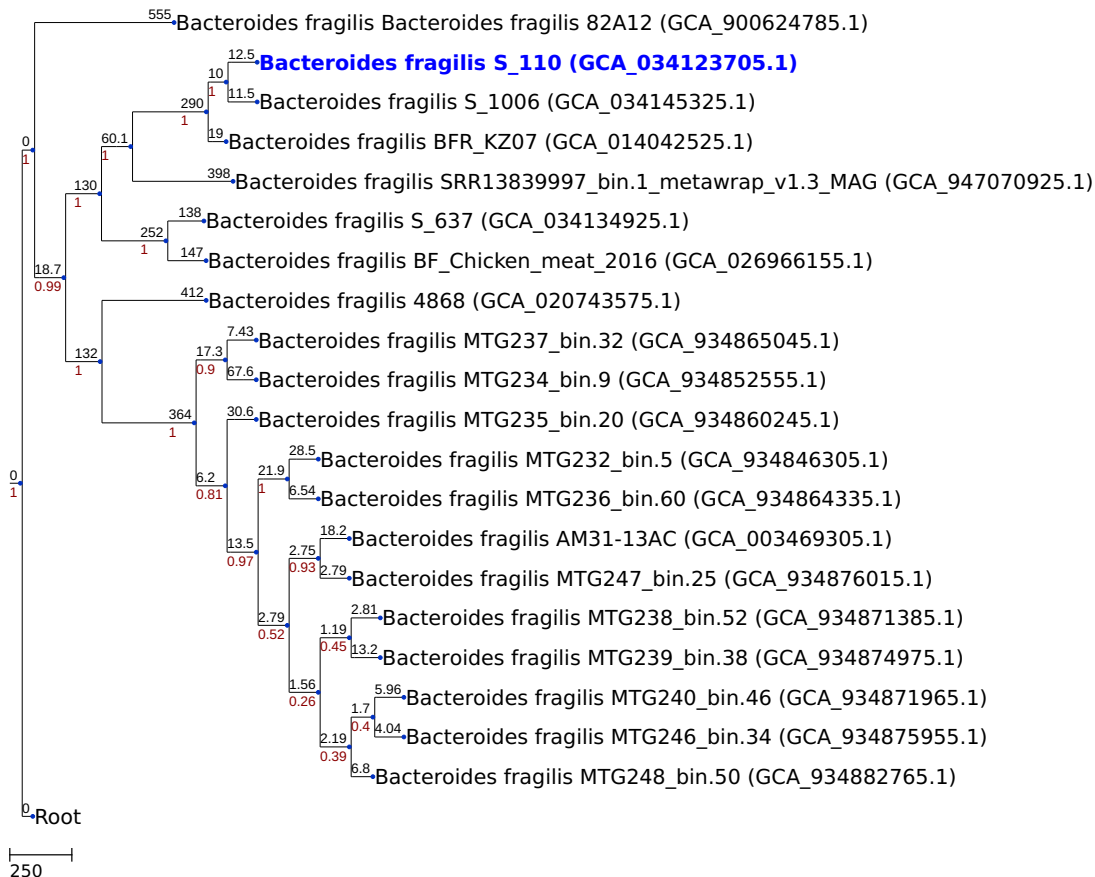 555 Bacteroides fragilis Bacteroides fragilis 82A12 (GCA_900624785.1)
12.5 Bacteroides fragilis S_110 (GCA_034123705.1)
10
1
11.5 Bacteroides fragilis S_1006 (GCA_034145325.1)
290
1
19 Bacteroides fragilis BFR_KZ07 (GCA_014042525.1)
60.1
1
0
1
398 Bacteroides fragilis SRR13839997_bin.1_metawrap_v1.3_MAG (GCA_947070925.1)
130
1
138 Bacteroides fragilis S_637 (GCA_034134925.1)
252
1
147 Bacteroides fragilis BF_Chicken_meat_2016 (GCA_026966155.1)
18.7
0.99
412 Bacteroides fragilis 4868 (GCA_020743575.1)
7.43 Bacteroides fragilis MTG237_bin.32 (GCA_934865045.1)
17.3
0.9
132
1
67.6 Bacteroides fragilis MTG234_bin.9 (GCA_934852555.1)
364
1
30.6 Bacteroides fragilis MTG235_bin.20 (GCA_934860245.1)
28.5 Bacteroides fragilis MTG232_bin.5 (GCA_934846305.1)
21.9
1
6.2
0.81
0
1
6.54 Bacteroides fragilis MTG236_bin.60 (GCA_934864335.1)
18.2 Bacteroides fragilis AM31-13AC (GCA_003469305.1)
13.5
0.97
2.75
0.93
2.79 Bacteroides fragilis MTG247_bin.25 (GCA_934876015.1)
2.81 Bacteroides fragilis MTG238_bin.52 (GCA_934871385.1)
2.79
0.52
1.19
0.45
13.2 Bacteroides fragilis MTG239_bin.38 (GCA_934874975.1)
1.56
0.26
5.96 Bacteroides fragilis MTG240_bin.46 (GCA_934871965.1)
1.7
0.4
4.04 Bacteroides fragilis MTG246_bin.34 (GCA_934875955.1)
2.19
0.39
6.8 Bacteroides fragilis MTG248_bin.50 (GCA_934882765.1)
0 Root
250